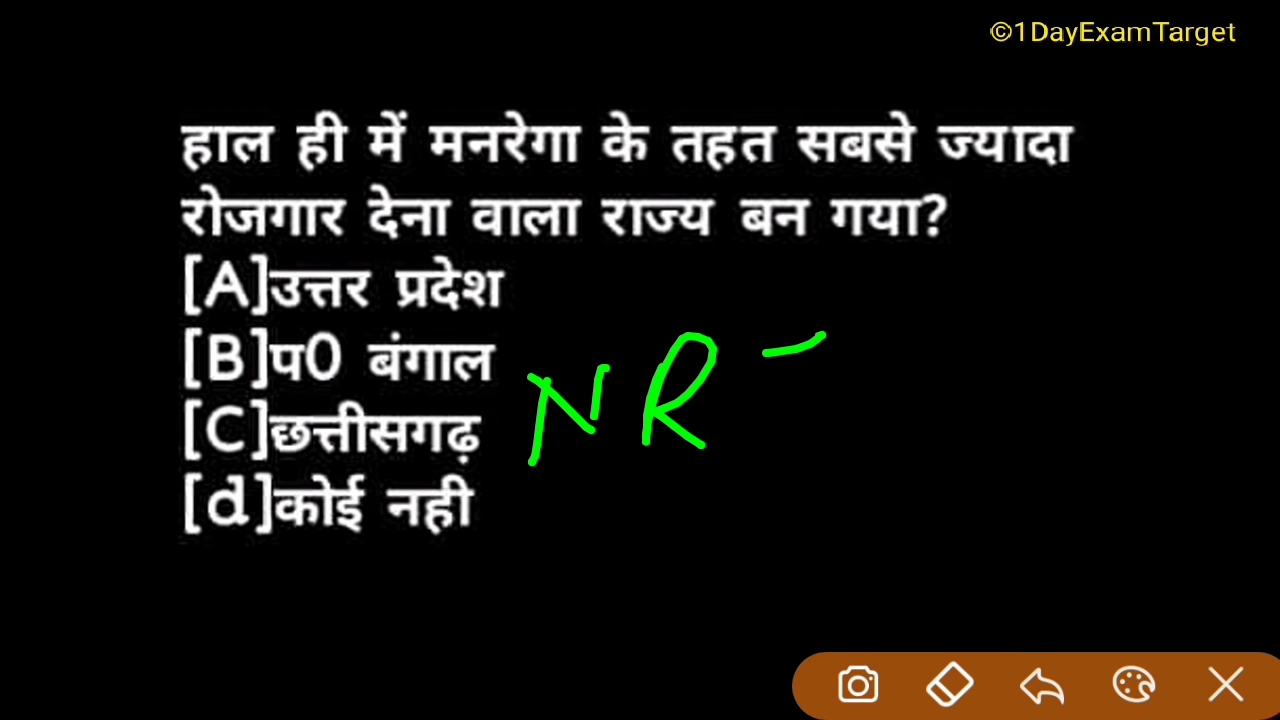 ©1DayExamTarget
हाल ही में मनरेगा के तहत सबसे ज्यादा
रोजगार देना वाला राज्य बन गया?
[A]उत्तर प्रदेश
[B]प0 बंगाल
[C]छत्तीसगढ़
[d]कोई नही
NR -